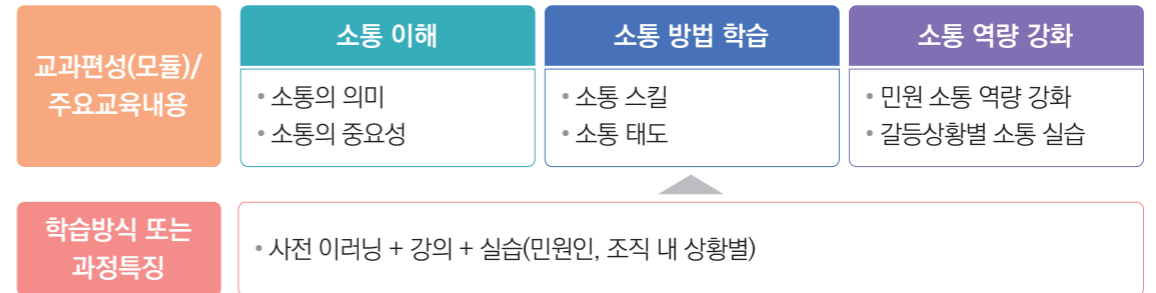 교과편성(모듈)/
주요교육내용
소통 이해
• 소통의 의미
• 소통의 중요성
소통 방법 학습
• 소통 스킬
• 소통 태도
소통 역량 강화
• 민원 소통 역량 강화
• 갈등상황별 소통 실습
학습방식 또는
과정특징
• 사전 이러닝 + 강의 + 실습(민원인, 조직 내 상황별)